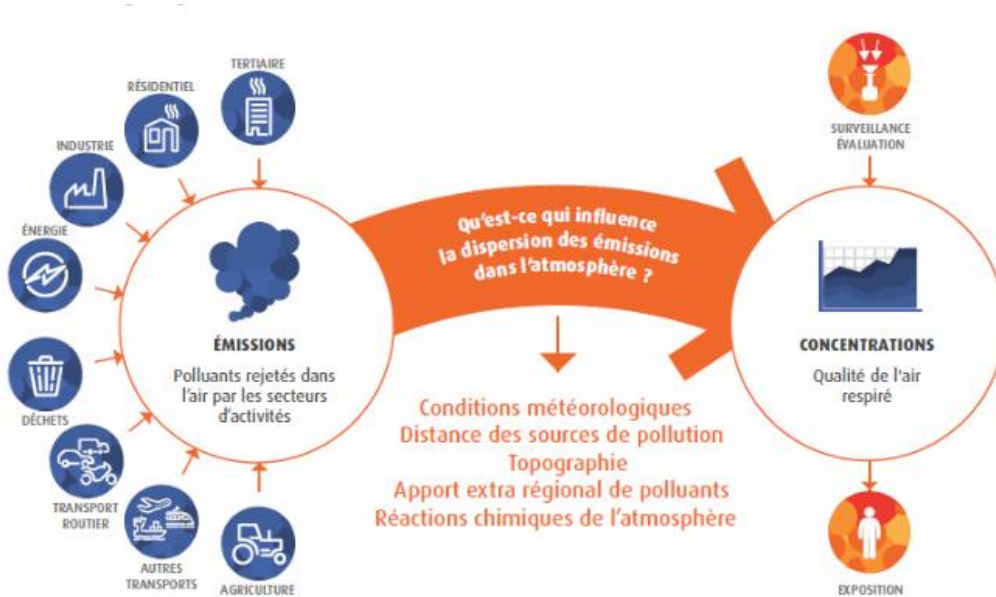 TERTIAIRE
RÉSIDENTIEL
INDUSTRIE
ÉNERGIE
DÉCHETS
TRANSPORT
ROUTIER
AUTRES
TRANSPORTS
AGRICULTURE
ÉMISSIONS
Polluants rejetés dans
l'air par les secteurs
d'activités
Qu'est-ce qui influence
la dispersion des émissions
dans l'atmosphère ?
Conditions météorologiques
Distance des sources de pollution
Topographie
Apport extra régional de polluants
Réactions chimiques de l'atmosphère
SURVEILLANCE
ÉVALUATION
CONCENTRATIONS
Qualité de l'air
respiré
EXPOSITION